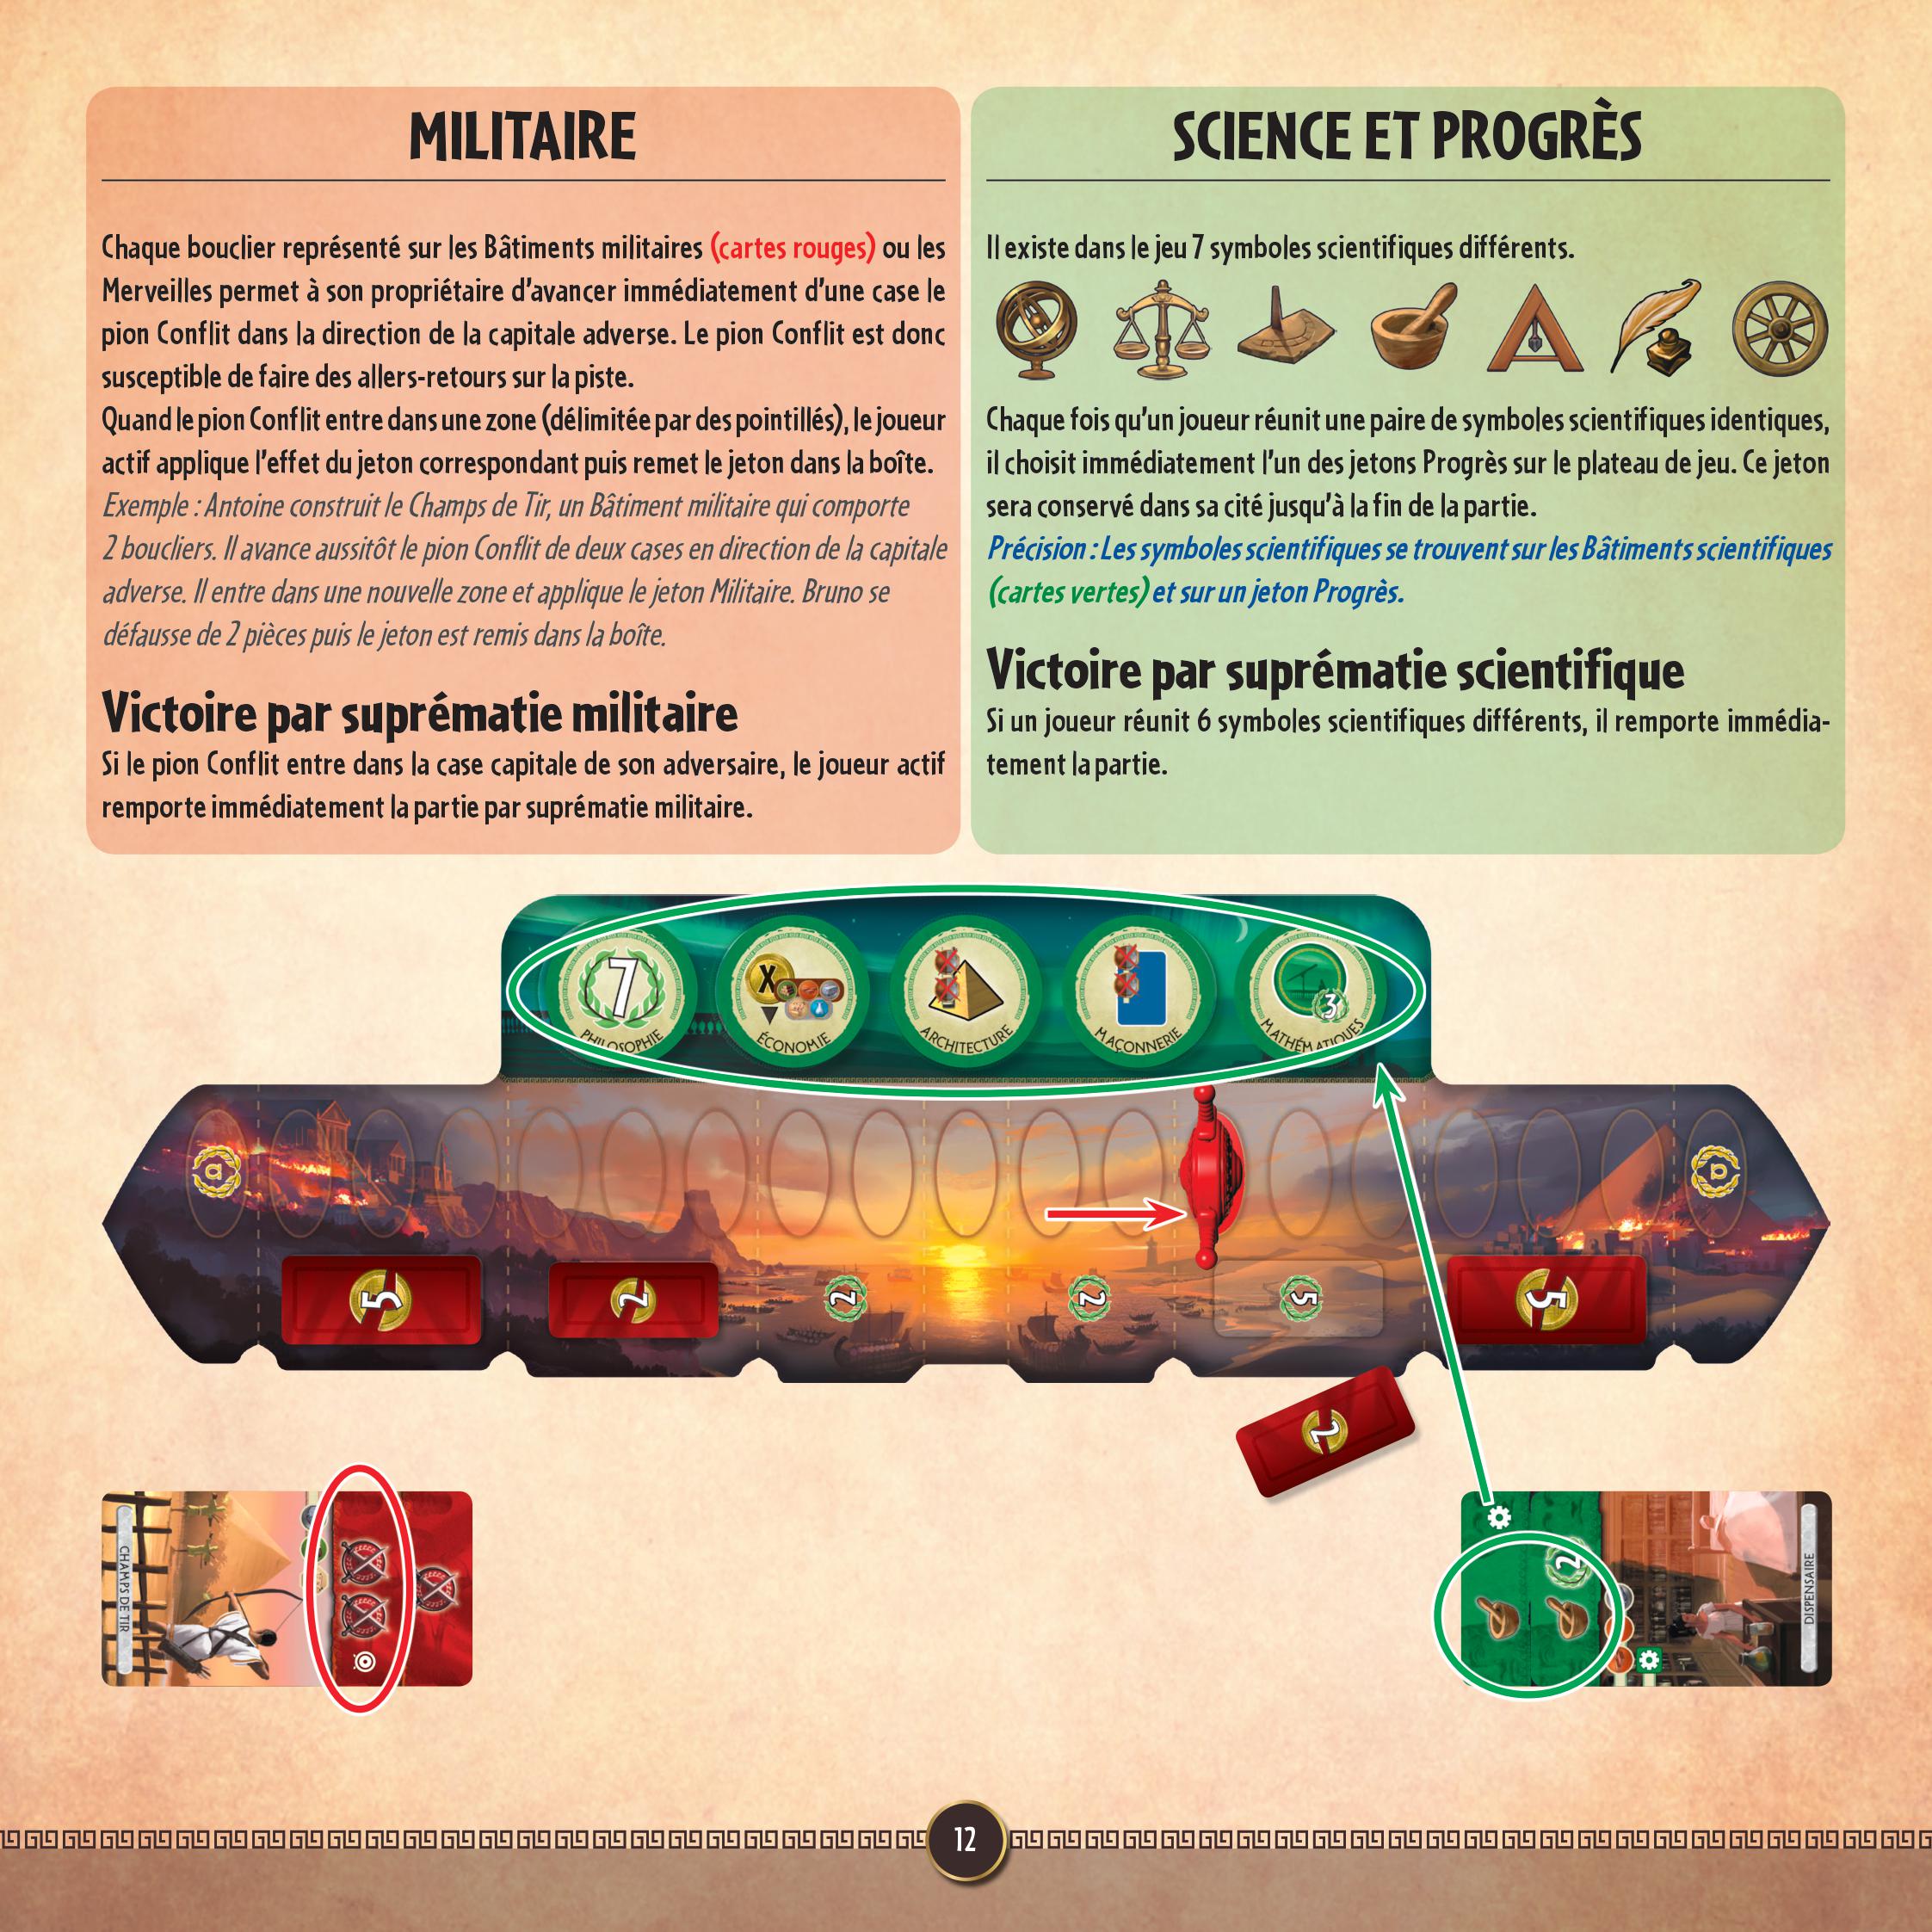 MILITAIRE
Chaque bouclier représenté sur les Bâtiments militaires (cartes rouges) ou les
Merveilles permet à son propriétaire d'avancer immédiatement d'une case le
pion Conflit dans la direction de la capitale adverse. Le pion Conflit est donc
susceptible de faire des allers-retours sur la piste.
Quand le pion Conflit entre dans une zone (délimitée par des pointillés), le joueur
actif applique l'effet du jeton correspondant puis remet le jeton dans la boîte.
Exemple : Antoine construit le Champs de Tir, un Bâtiment militaire qui comporte
2 boucliers. Il avance aussitôt le pion Conflit de deux cases en direction de la capitale
adverse. Il entre dans une nouvelle zone et applique le jeton Militaire. Bruno se
défausse de 2 pièces puis le jeton est remis dans la boîte.
Victoire par suprématie militaire
Si le pion Conflit entre dans la case capitale de son adversaire, le joueur actif
remporte immédiatement la partie par suprématie militaire.
SCIENCE ET PROGRÈS
Il existe dans le jeu 7 symboles scientifiques différents.
Chaque fois qu'un joueur réunit une paire de symboles scientifiques identiques,
il choisit immédiatement l'un des jetons Progrès sur le plateau de jeu. Ce jeton
sera conservé dans sa cité jusqu'à la fin de la partie.
Précision : Les symboles scientifiques se trouvent sur les Bâtiments scientifiques
(cartes vertes) et sur un jeton Progrès.
Victoire par suprématie scientifique
Si un joueur réunit 6 symboles scientifiques différents, il remporte immédia-
tement la partie.
7
PHILOSOPHIE
X
ÉCONOMIE
ARCHITECTURE
MAÇONNERIE
3
MATHÉMATIQUES
5
2
2
2
5
5
2
CHAMPS DE TIR
2
DISPENSAIRE
12